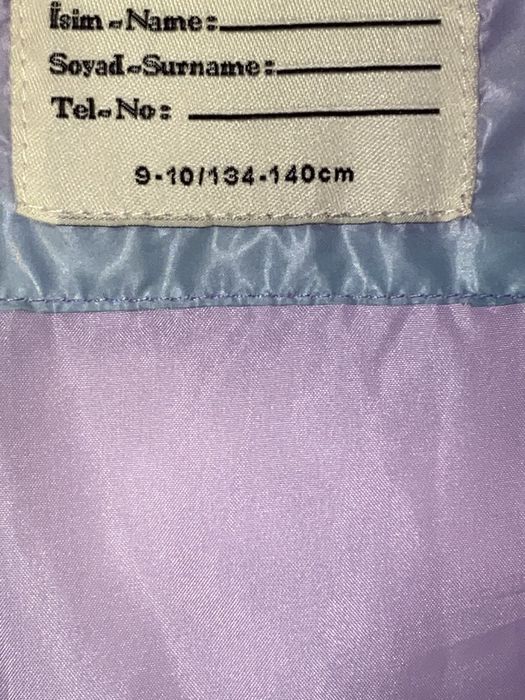 İsim - Name:
Soyad - Surname:
Tel - No:
9-10/134-140cm